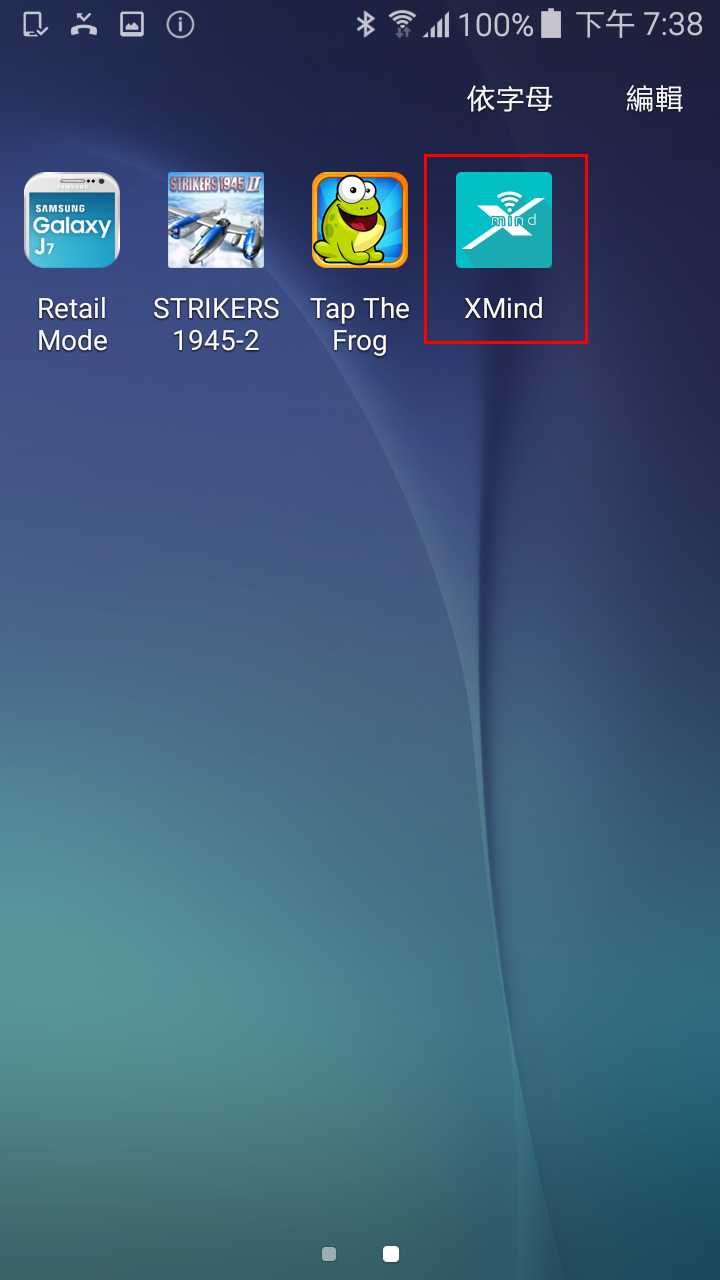 100% 下午 7:38
依字母 編輯
SAMSUNG
Galaxy
J7
STRIKERS 1945 II
mind
Retail
Mode
STRIKERS
1945-2
Tap The
Frog
XMind